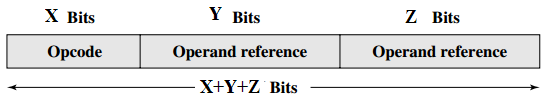 X Bits Y Bits Z Bits
Opcode Operand reference Operand reference
X+Y+Z Bits